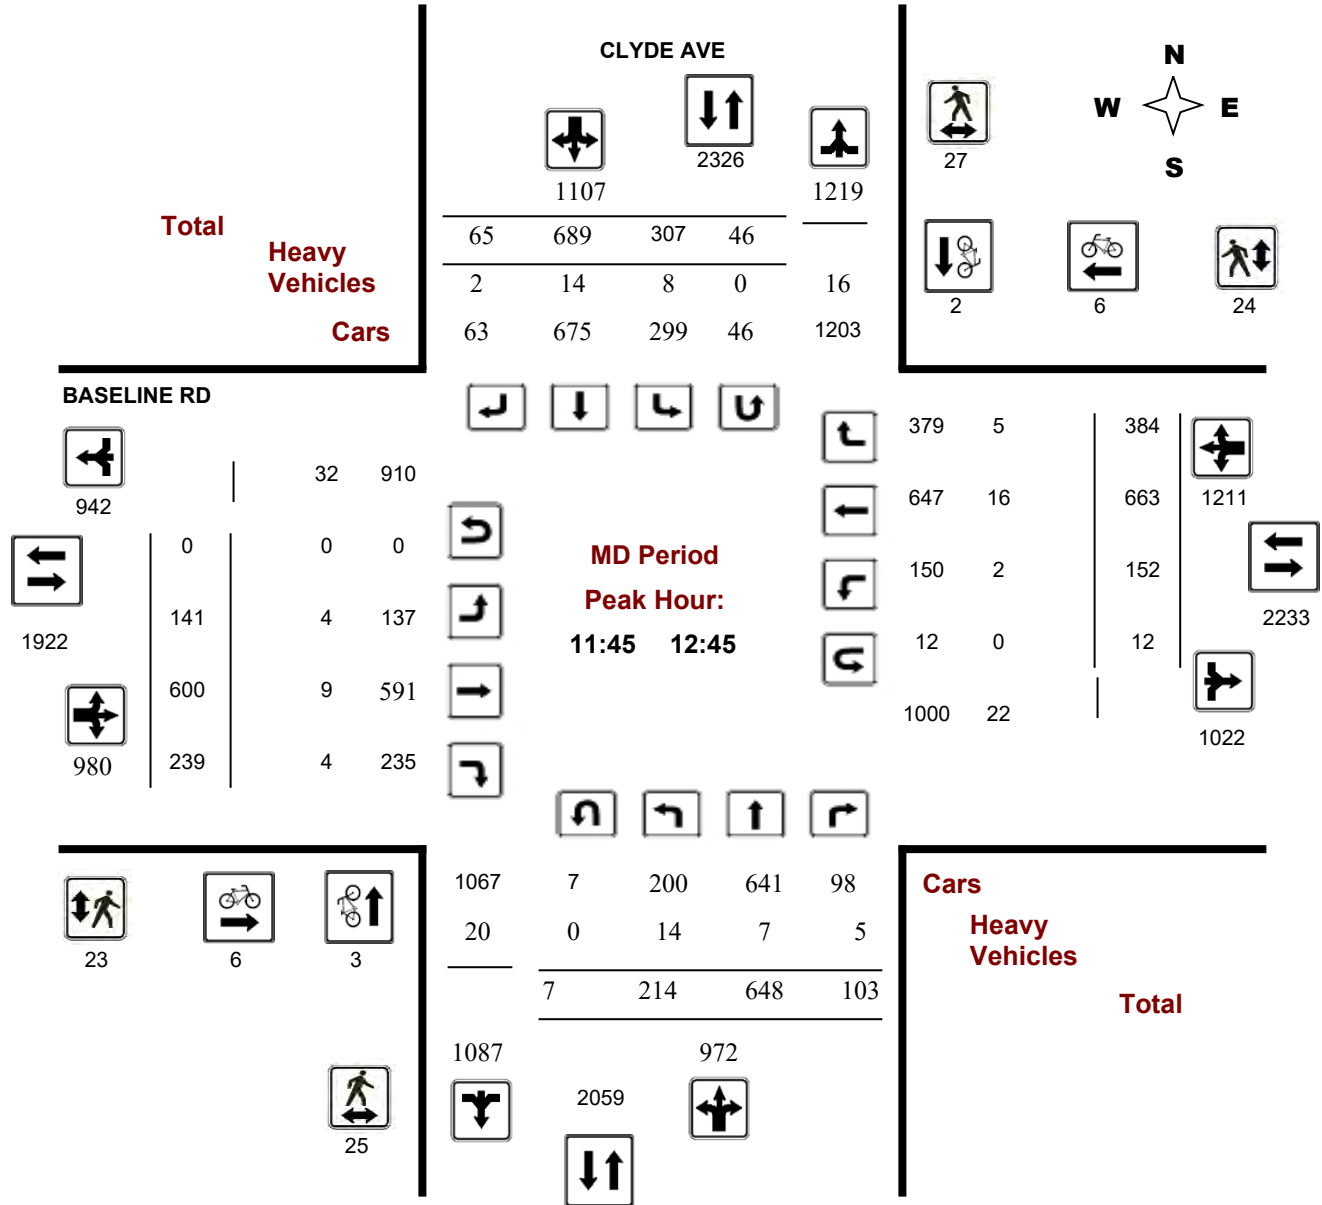 CLYDE AVE
N
W E
S
2326
27
1107 1219
Total
65 689 307 46
Heavy
Vehicles
2 14 8 0 16
Cars
63 675 299 46 1203
2 6 24
BASELINE RD
379 5 384
32 910
942
647 16 663 1211
0 0 0
MD Period
150 2 152
Peak Hour:
141 4 137
2233
1922
11:45 12:45
12 0 12
600 9 591
1000 22
1022
980 239 4 235
1067 7 200 641 98
Cars
20 0 14 7 5
Heavy
Vehicles
23 6 3
7 214 648 103
Total
1087 972
2059
25